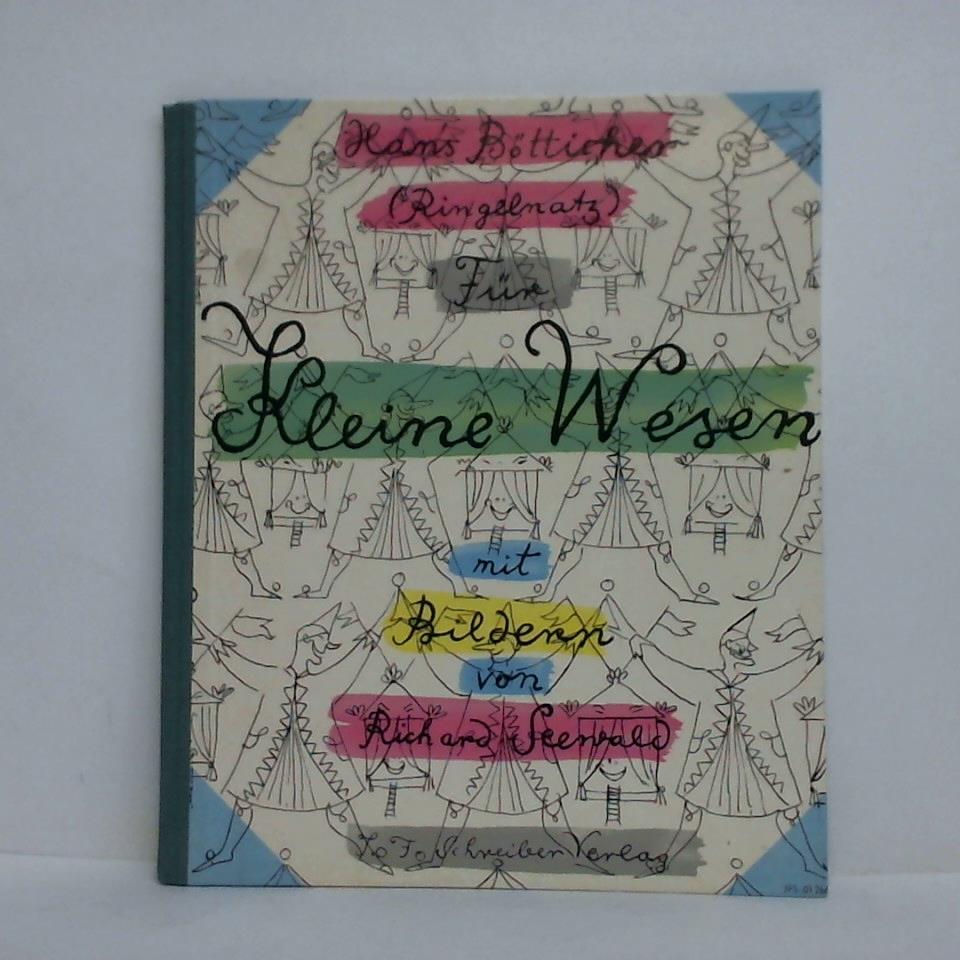 Hans Bötticher
(Ringelnatz)
Für
Kleine Wesen
mit
Bildern
von
Richard Seewald
J. F. Schreiber Verlag